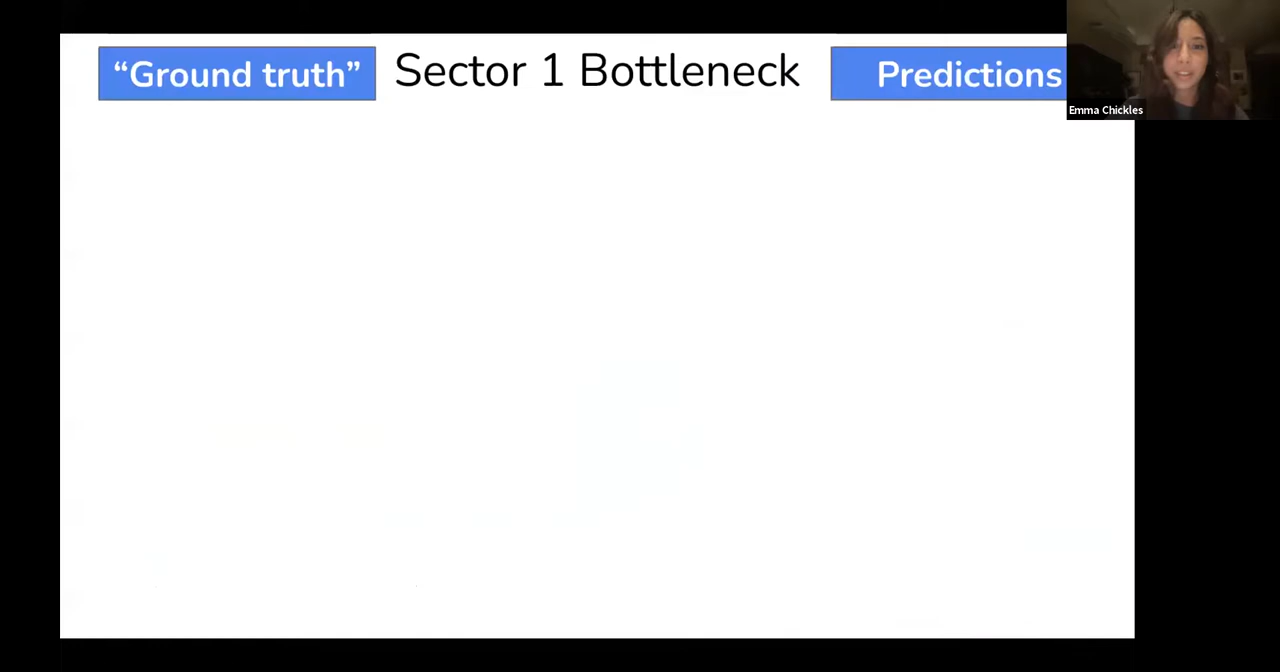 “Ground truth”
Sector 1 Bottleneck
Predictions
Emma Chickles